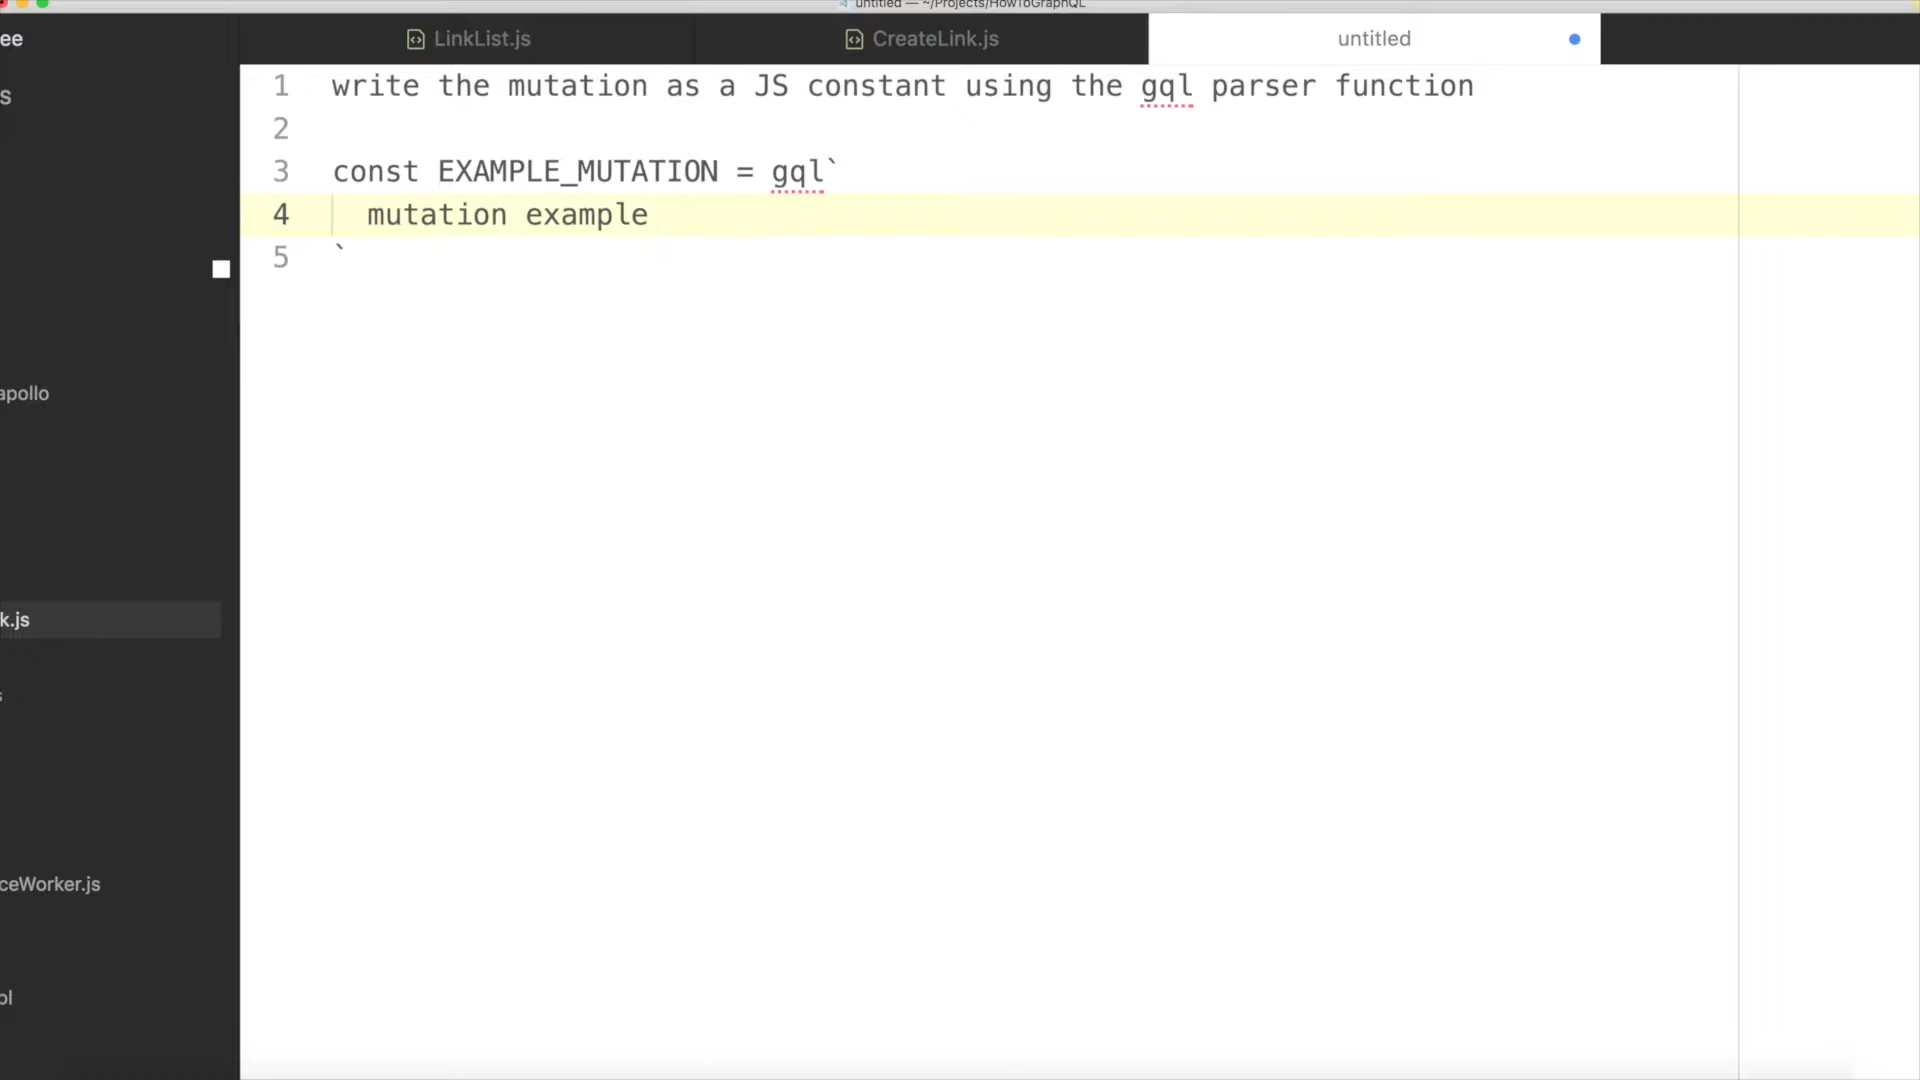 untitled — ~/Projects/HowToGraphQL
ee
LinkList.js
CreateLink.js
untitled
s
1 write the mutation as a JS constant using the gql parser function
2
3 const EXAMPLE_MUTATION = gql`
4 mutation example
5 `
apollo
k.js
s
ceWorker.js
ol